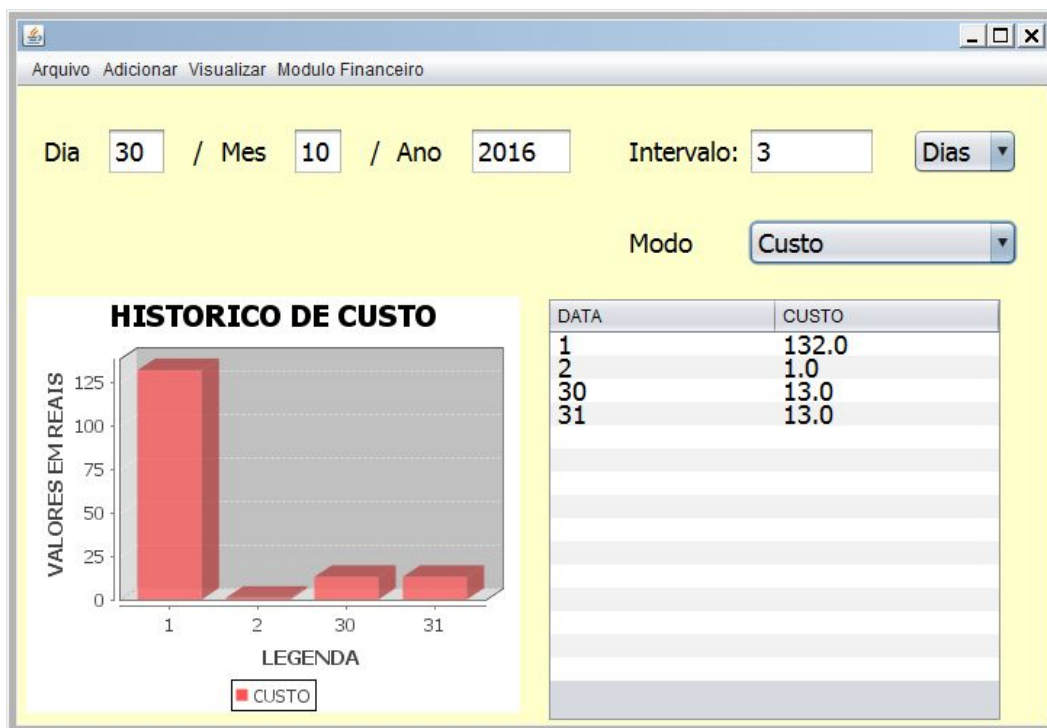 Arquivo Adicionar Visualizar Modulo Financeiro
Dia 30 / Mes 10 / Ano 2016 Intervalo: 3 Dias
Modo Custo
HISTORICO DE CUSTO
VALORES EM REAIS
125
100
75
50
25
0
1 2 30 31
LEGENDA
CUSTO
DATA CUSTO
1 132.0
2 1.0
30 13.0
31 13.0